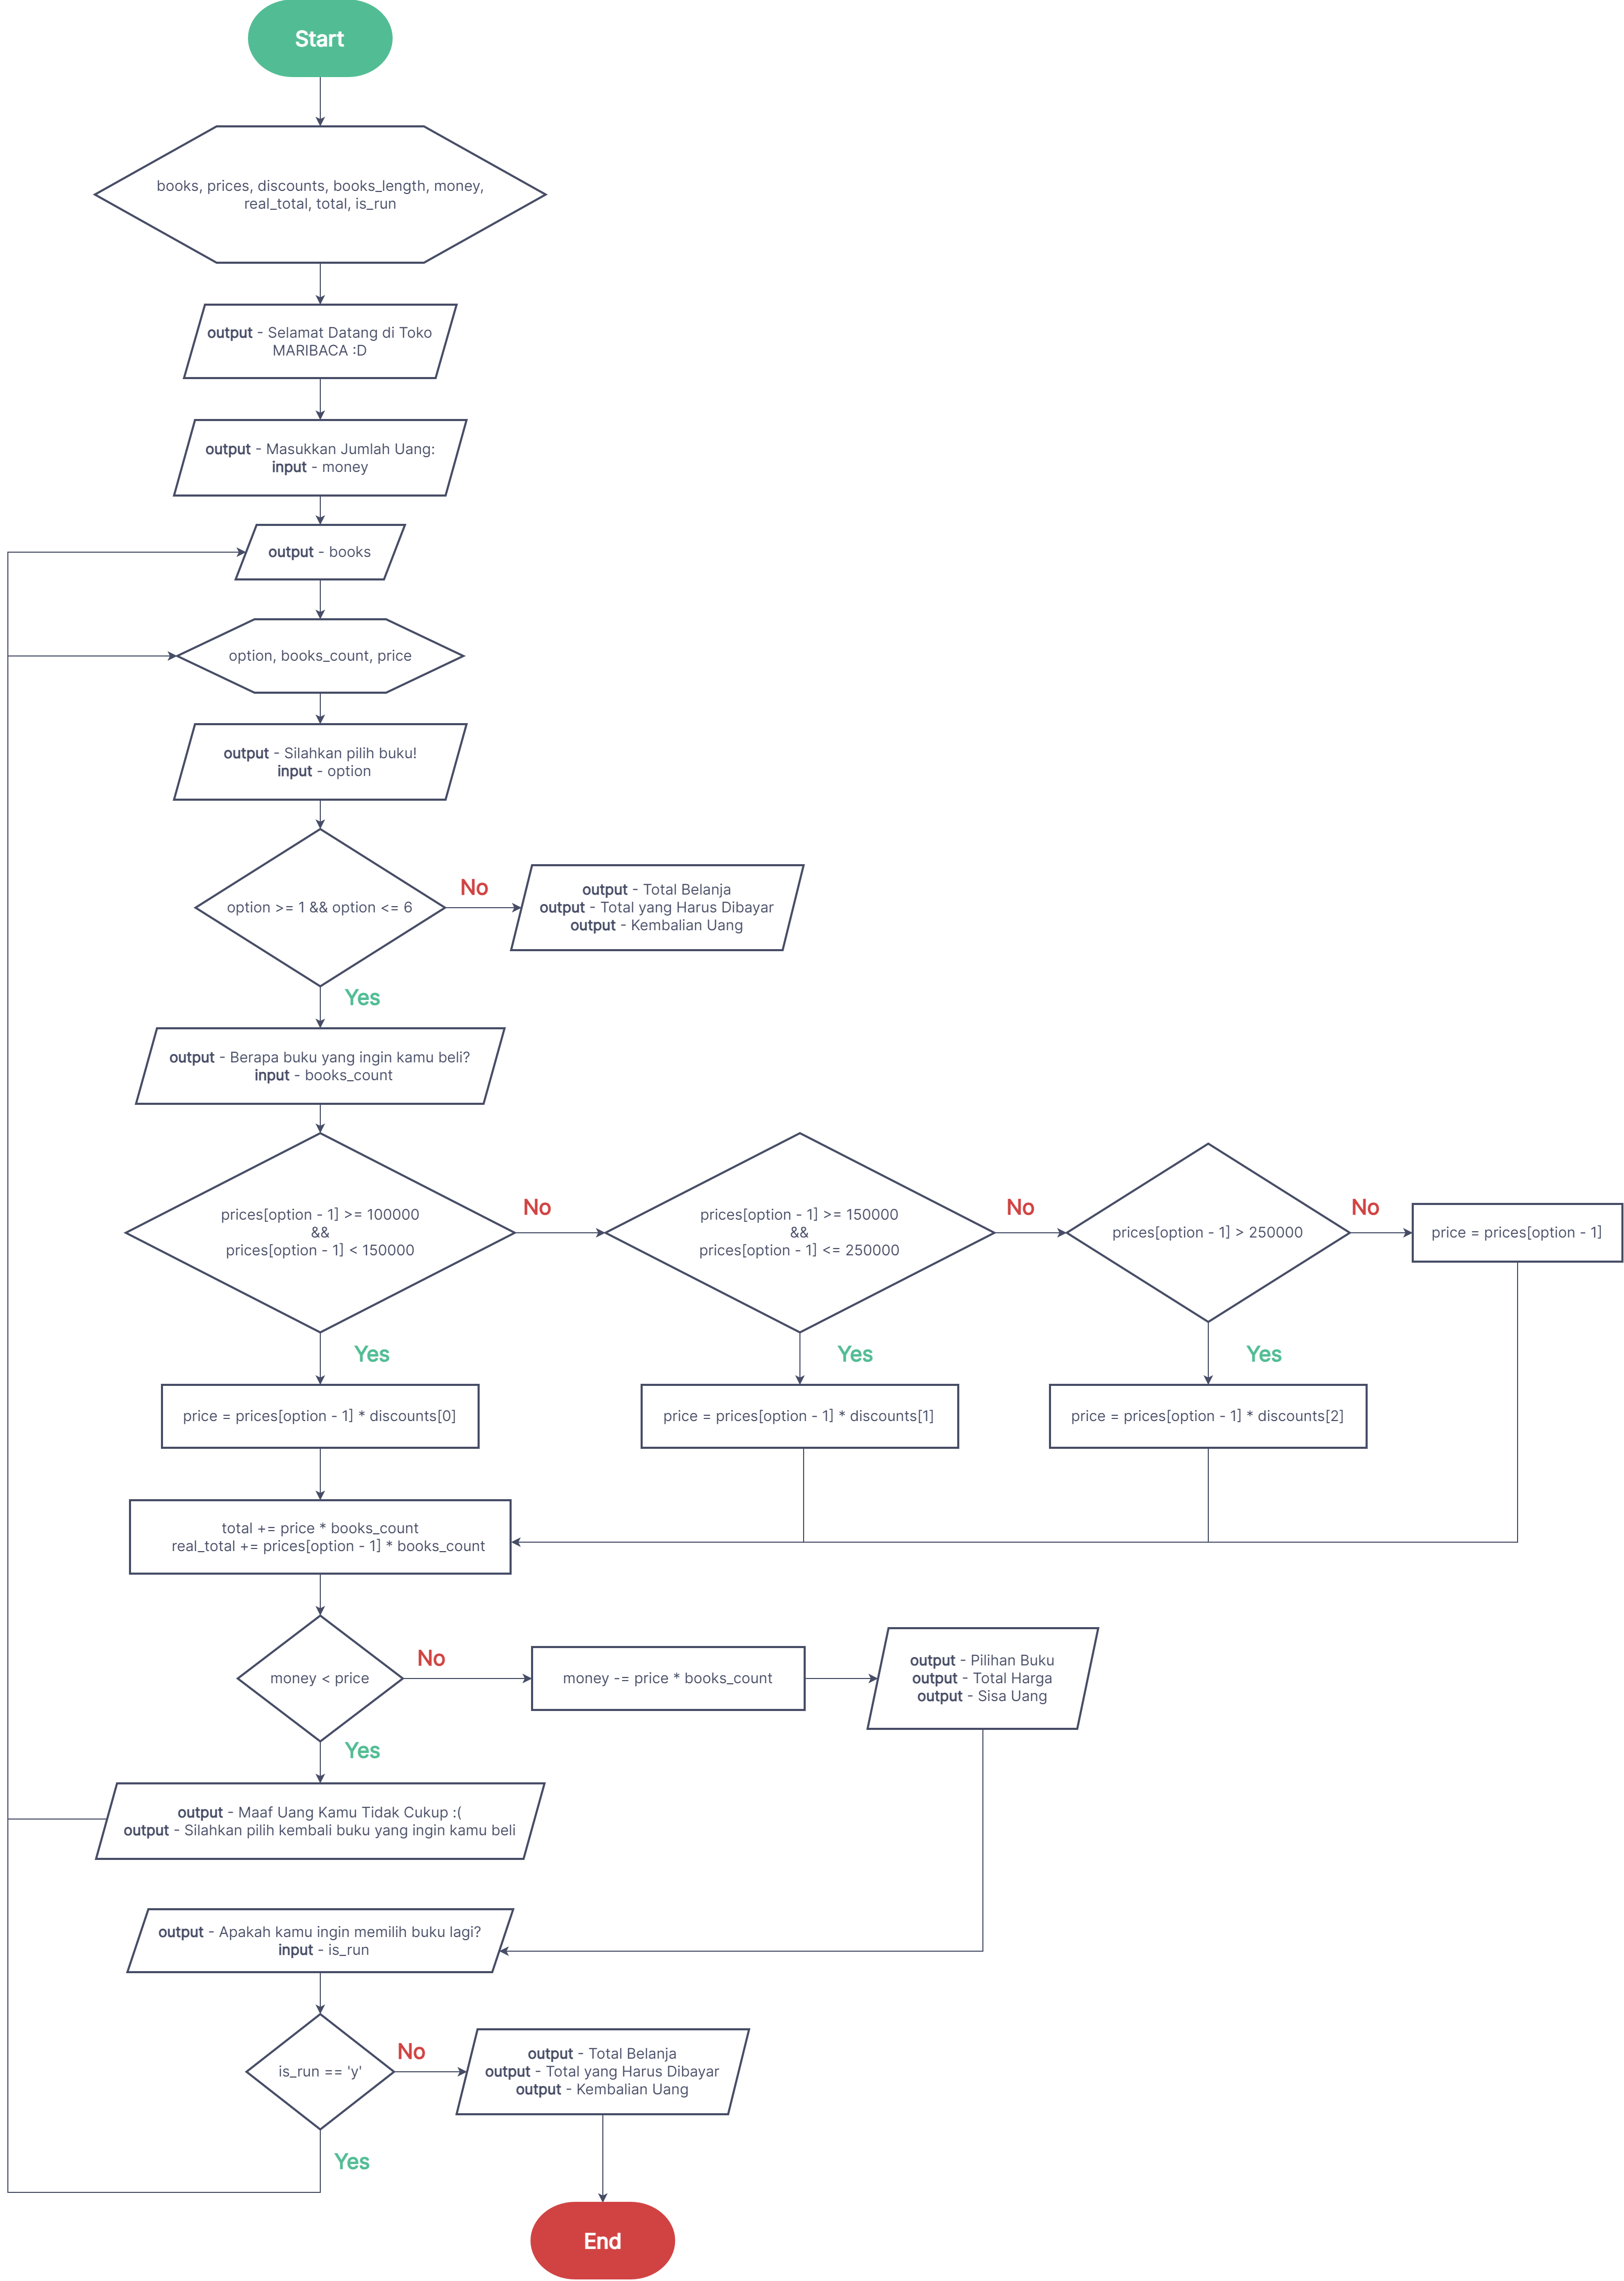 Start
books, prices, discounts, books_length, money,
real_total, total, is_run
output - Selamat Datang di Toko
MARIBACA :D
output - Masukkan Jumlah Uang:
input - money
output - books
option, books_count, price
output - Silahkan pilih buku!
input - option
option >= 1 && option <= 6
No
output - Total Belanja
output - Total yang Harus Dibayar
output - Kembalian Uang
Yes
output - Berapa buku yang ingin kamu beli?
input - books_count
prices[option - 1] >= 100000
&&
prices[option - 1] < 150000
No
prices[option - 1] >= 150000
&&
prices[option - 1] <= 250000
No
prices[option - 1] > 250000
No
price = prices[option - 1]
Yes
Yes
Yes
price = prices[option - 1] * discounts[0]
price = prices[option - 1] * discounts[1]
price = prices[option - 1] * discounts[2]
total += price * books_count
real_total += prices[option - 1] * books_count
money < price
No
money -= price * books_count
output - Pilihan Buku
output - Total Harga
output - Sisa Uang
Yes
output - Maaf Uang Kamu Tidak Cukup :(
output - Silahkan pilih kembali buku yang ingin kamu beli
output - Apakah kamu ingin memilih buku lagi?
input - is_run
is_run == 'y'
No
output - Total Belanja
output - Total yang Harus Dibayar
output - Kembalian Uang
Yes
End